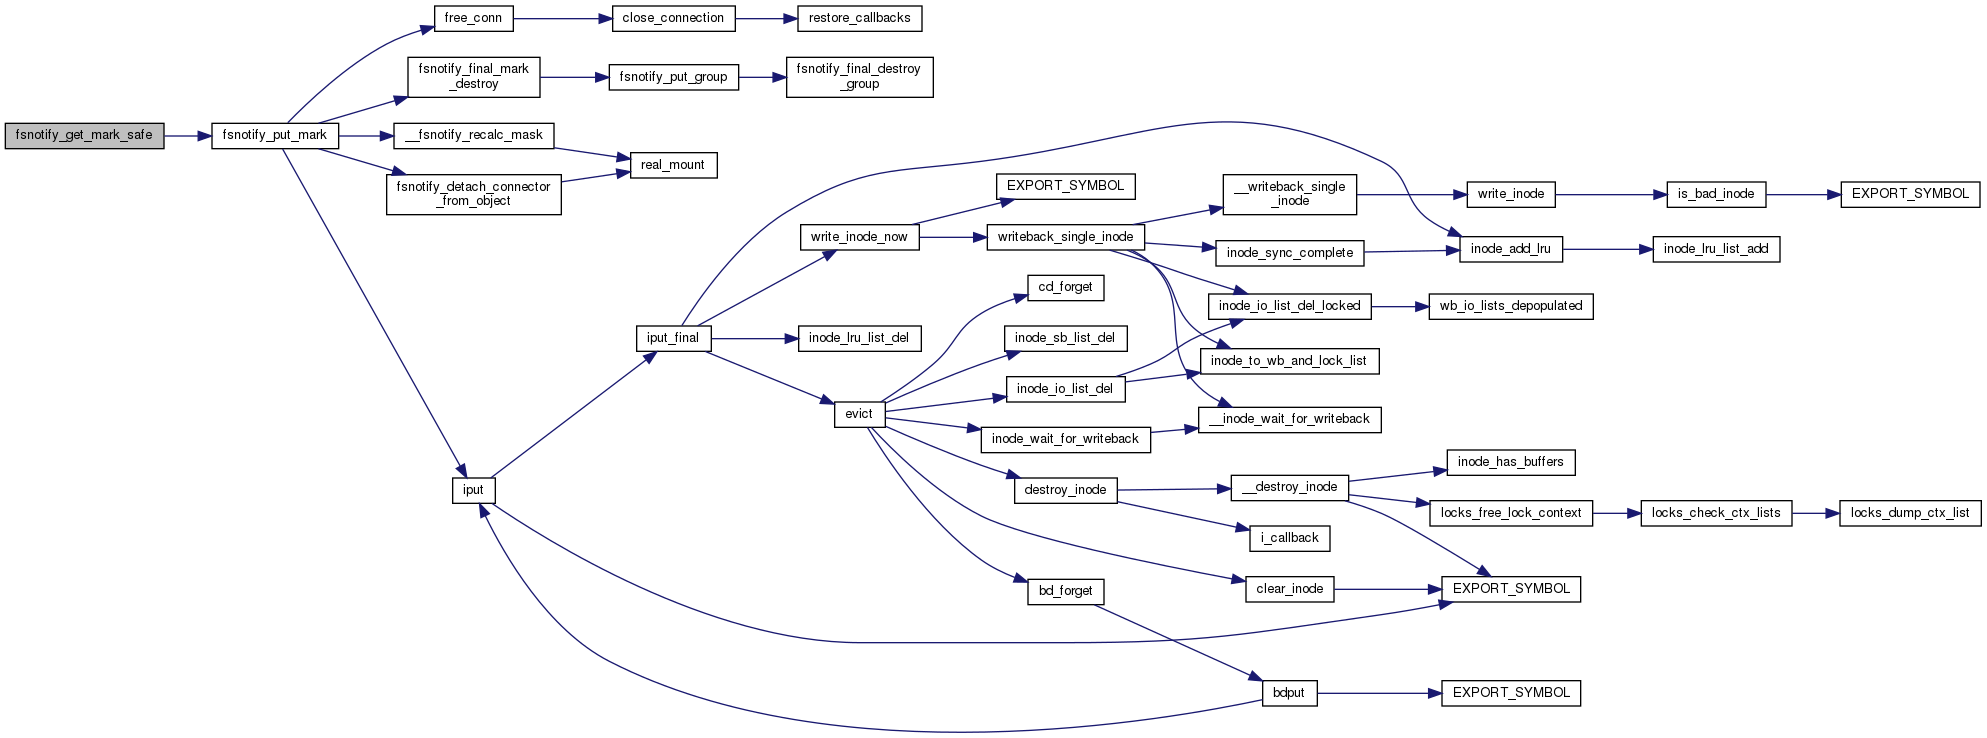 free_conn
close_connection
restore_callbacks
fsnotify_final_mark
_destroy
fsnotify_put_group
fsnotify_final_destroy
_group
fsnotify_get_mark_safe
fsnotify_put_mark
__fsnotify_recalc_mask
real_mount
fsnotify_detach_connector
_from_object
EXPORT_SYMBOL
__writeback_single
_inode
write_inode
is_bad_inode
EXPORT_SYMBOL
write_inode_now
writeback_single_inode
inode_sync_complete
inode_add_lru
inode_lru_list_add
cd_forget
inode_io_list_del_locked
wb_io_lists_depopulated
iput_final
inode_lru_list_del
inode_sb_list_del
inode_to_wb_and_lock_list
inode_io_list_del
evict
__inode_wait_for_writeback
inode_wait_for_writeback
inode_has_buffers
iput
destroy_inode
__destroy_inode
locks_free_lock_context
locks_check_ctx_lists
locks_dump_ctx_list
i_callback
bd_forget
clear_inode
EXPORT_SYMBOL
bdput
EXPORT_SYMBOL